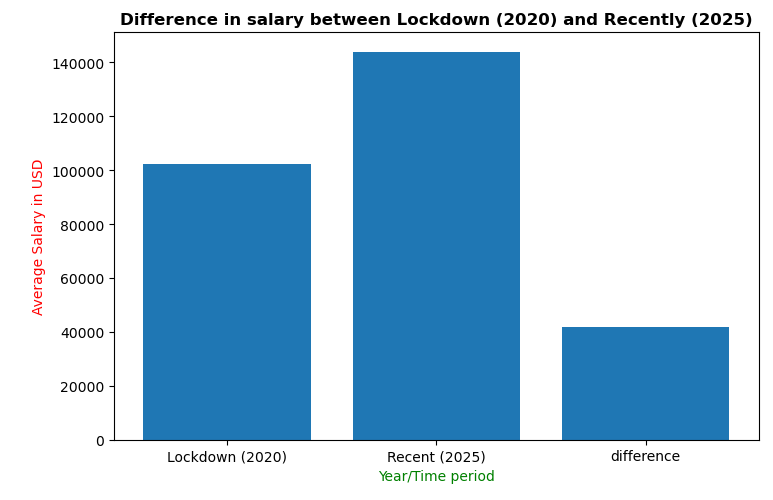 Difference in salary between Lockdown (2020) and Recently (2025)
Average Salary in USD
140000
120000
100000
80000
60000
40000
20000
0
Lockdown (2020) Recent (2025) difference
Year/Time period